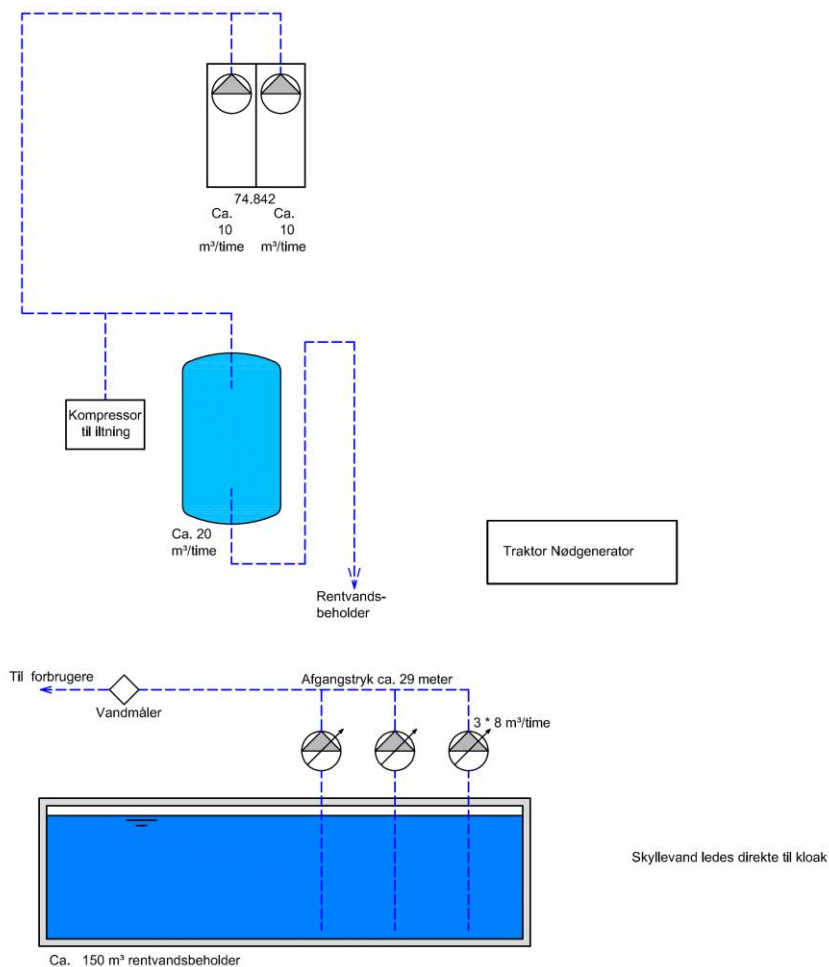 74.842
Ca.
10
m³/time
Ca.
10
m³/time
Kompressor
til iltning
Ca. 20
m³/time
Rentvands-
beholder
Traktor Nødgenerator
Til forbrugere
Vandmåler
Afgangstryk ca. 29 meter
3 * 8 m³/time
Skyllevand ledes direkte til kloak
Ca. 150 m³ rentvandsbeholder